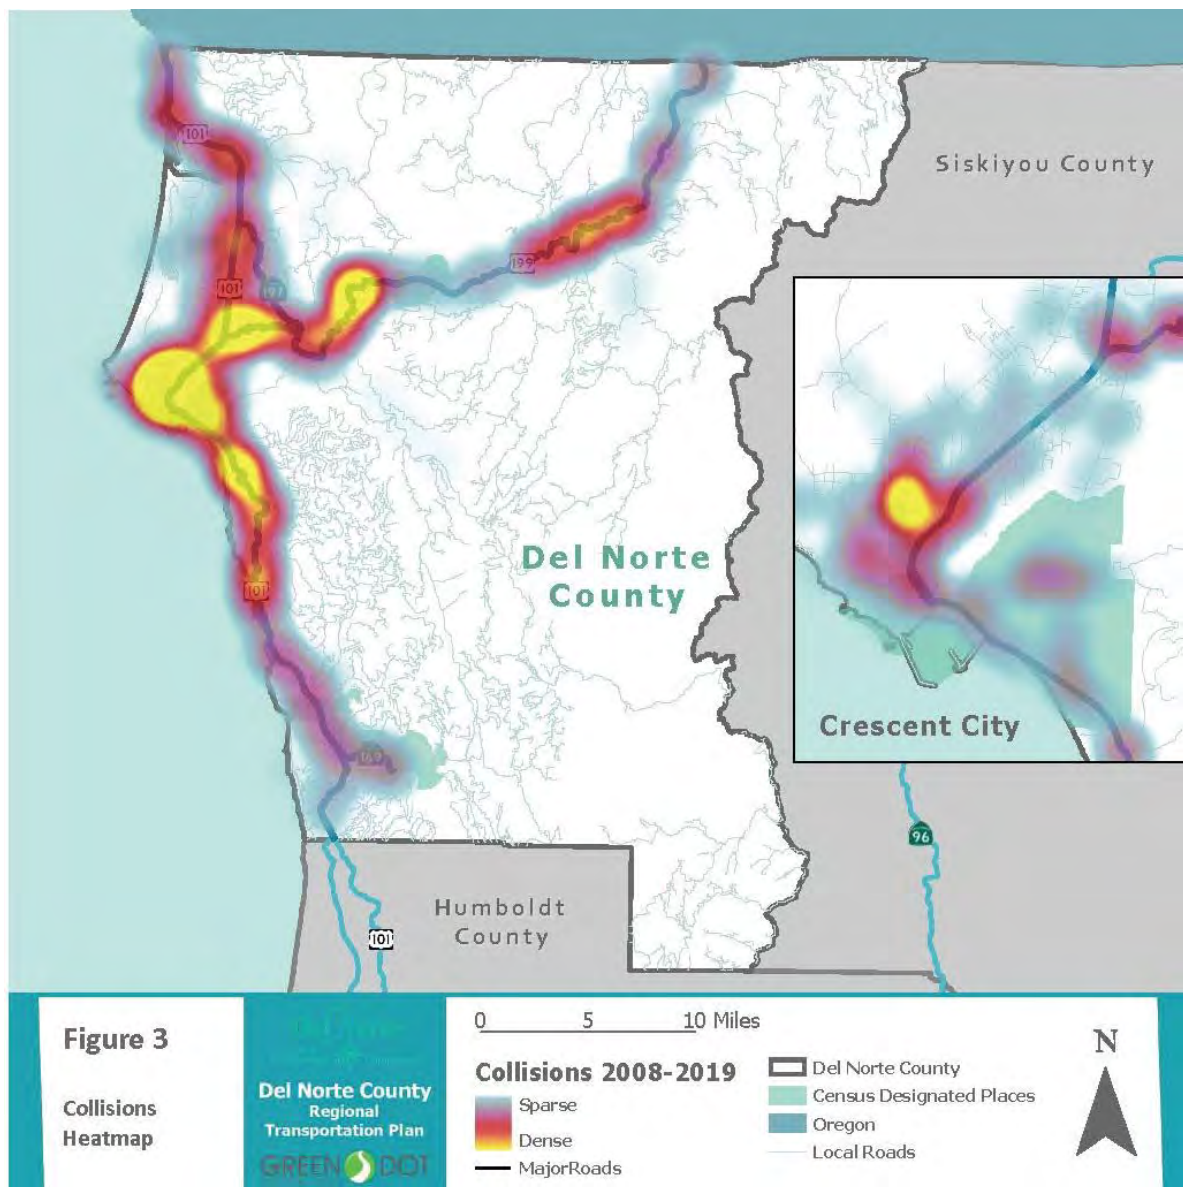 Siskiyou County
101
199
101
197
Del Norte
County
101
169
Crescent City
96
Humboldt
County
101
Figure 3
Collisions
Heatmap
Del Norte County
Regional
Transportation Plan
GREEN DOT
0 5 10 Miles
Collisions 2008-2019
Sparse
Dense
MajorRoads
Del Norte County
Census Designated Places
Oregon
Local Roads
N